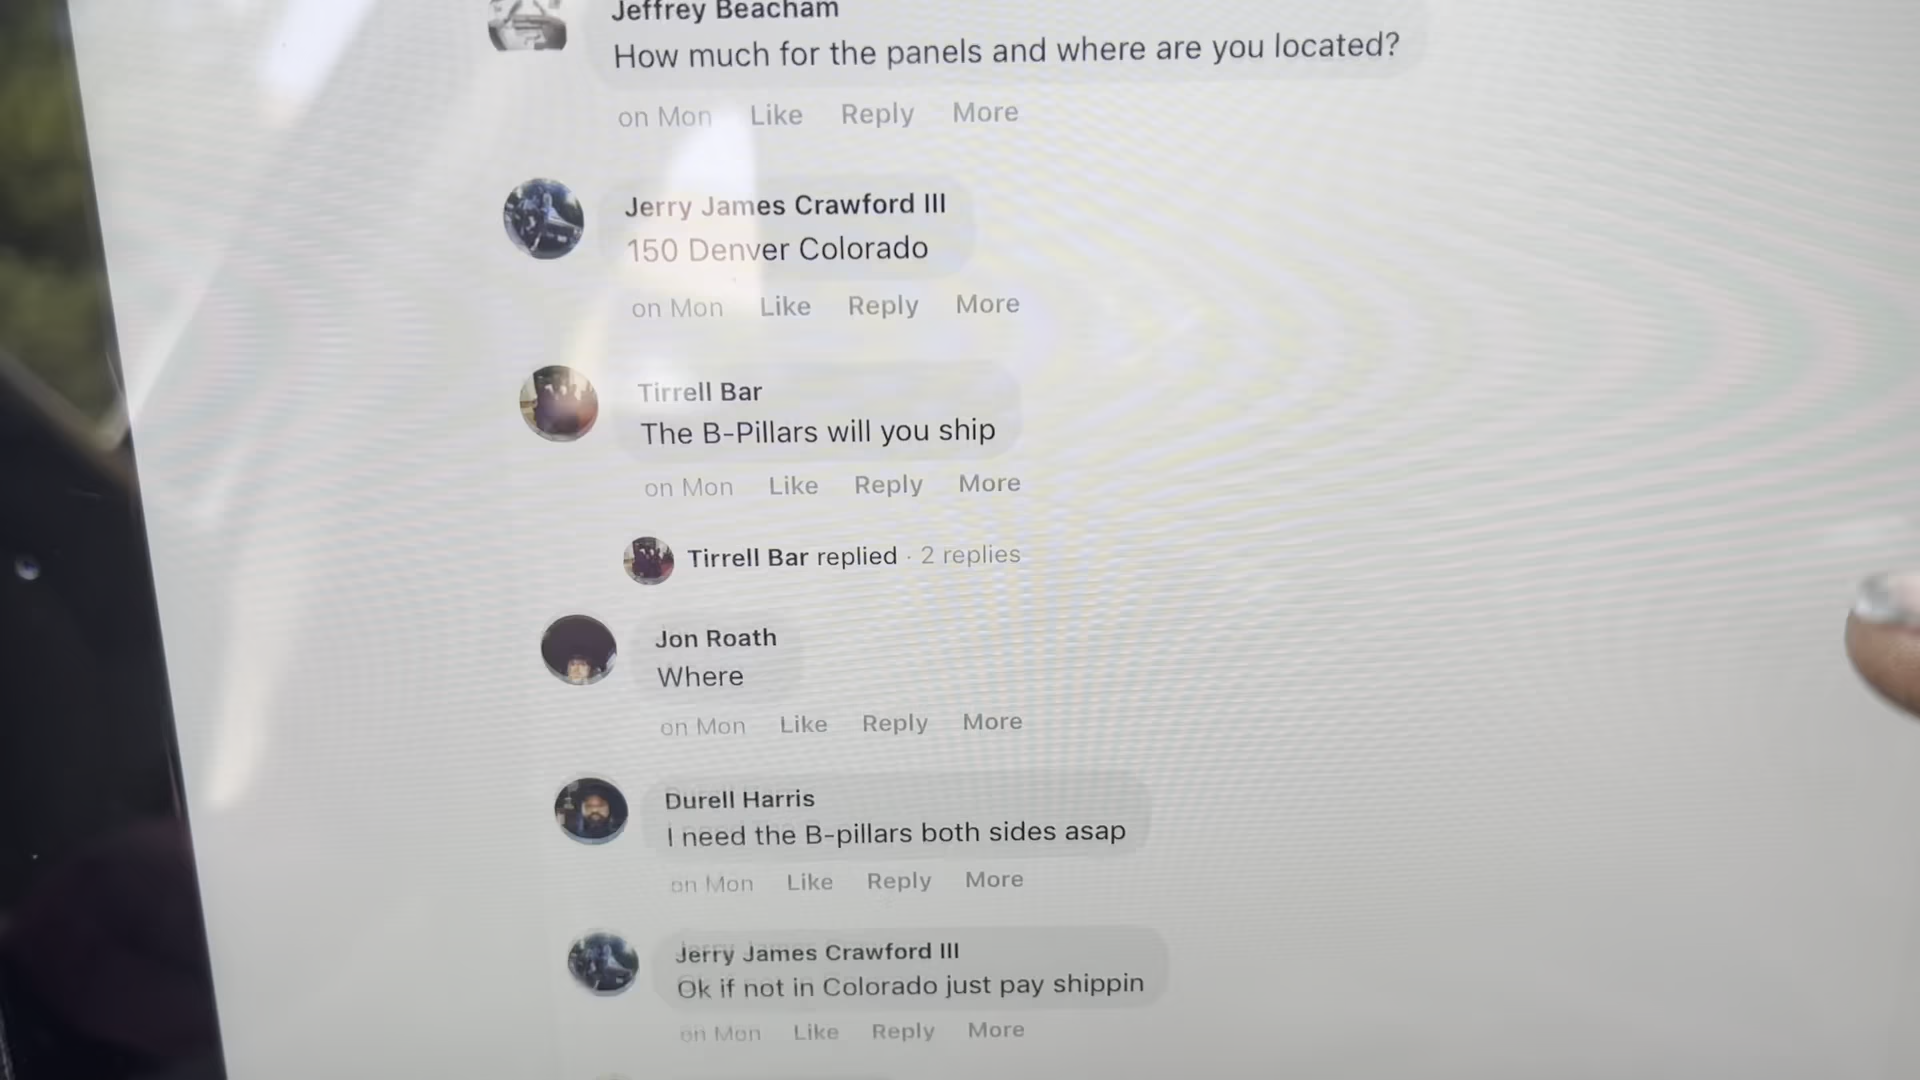 Jeffrey Beacham
How much for the panels and where are you located?
on Mon Like Reply More
Jerry James Crawford III
150 Denver Colorado
on Mon Like Reply More
Tirrell Bar
The B-Pillars will you ship
on Mon Like Reply More
Tirrell Bar replied · 2 replies
Jon Roath
Where
on Mon Like Reply More
Durell Harris
I need the B-pillars both sides asap
on Mon Like Reply More
Jerry James Crawford III
Ok if not in Colorado just pay shippin
on Mon Like Reply More